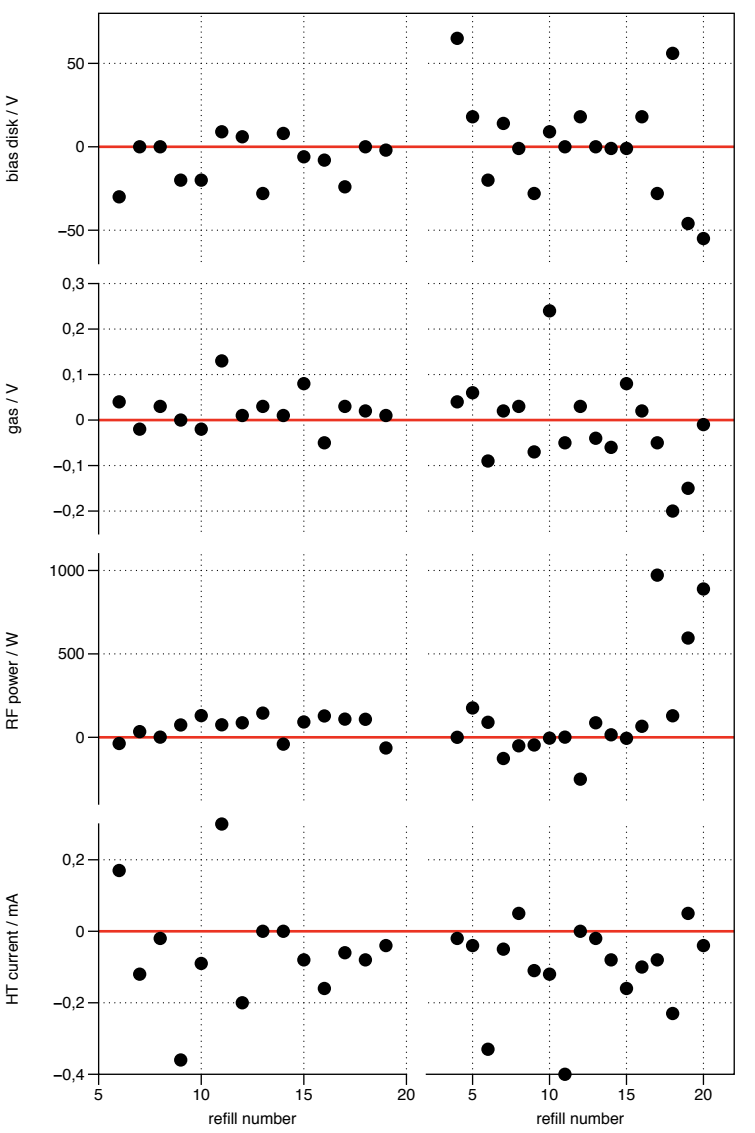 bias disk / V
50
0
−50
gas / V
0,3
0,2
0,1
0
−0,1
−0,2
RF power / W
1000
500
0
HT current / mA
0,2
0
−0,2
−0,4
5 10 15 20 5 10 15 20
refill number refill number